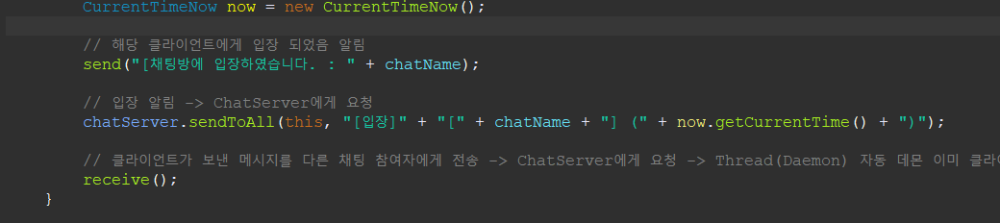 CurrentTimeNow now = new CurrentTimeNow();
// 해당 클라이언트에게 입장 되었음 알림
send("[채팅방에 입장하였습니다. : " + chatName);
// 입장 알림 -> ChatServer에게 요청
chatServer.sendToAll(this, "[입장]" + "[" + chatName + "] (" + now.getCurrentTime() + ")");
// 클라이언트가 보낸 메시지를 다른 채팅 참여자에게 전송 -> ChatServer에게 요청 -> Thread(Daemon) 자동 데몬 이미 클라이
receive();
}